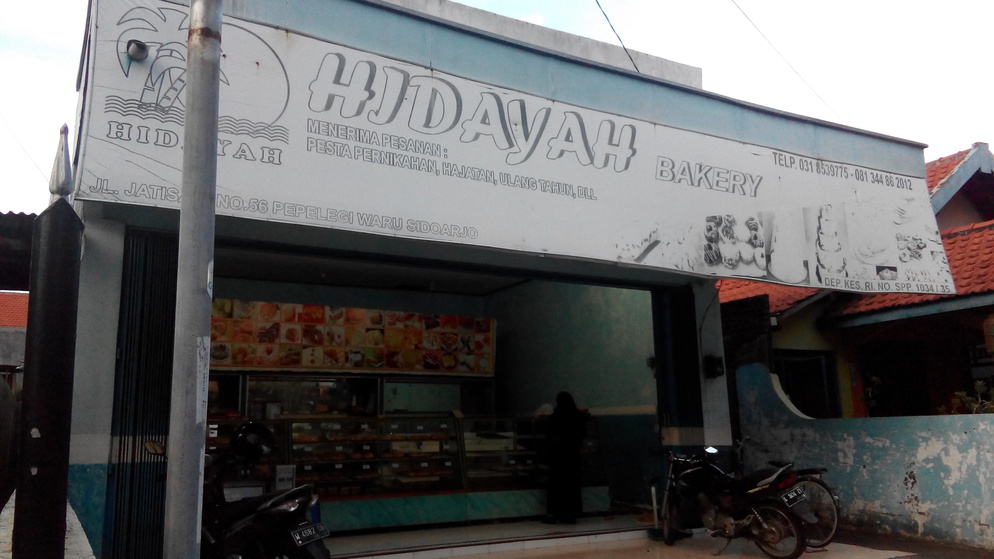 HIDAYAH
HIDAYAH
BAKERY
MENERIMA PESANAN :
PESTA PERNIKAHAN, HAJATAN, ULANG TAHUN, DLL.
TELP. 031 8539775 - 081 344 86 2012
JL. NO.56 PEPELEGI WARU SIDOARJO
DEP. KES. RI. NO. SPP. 1034 / 35